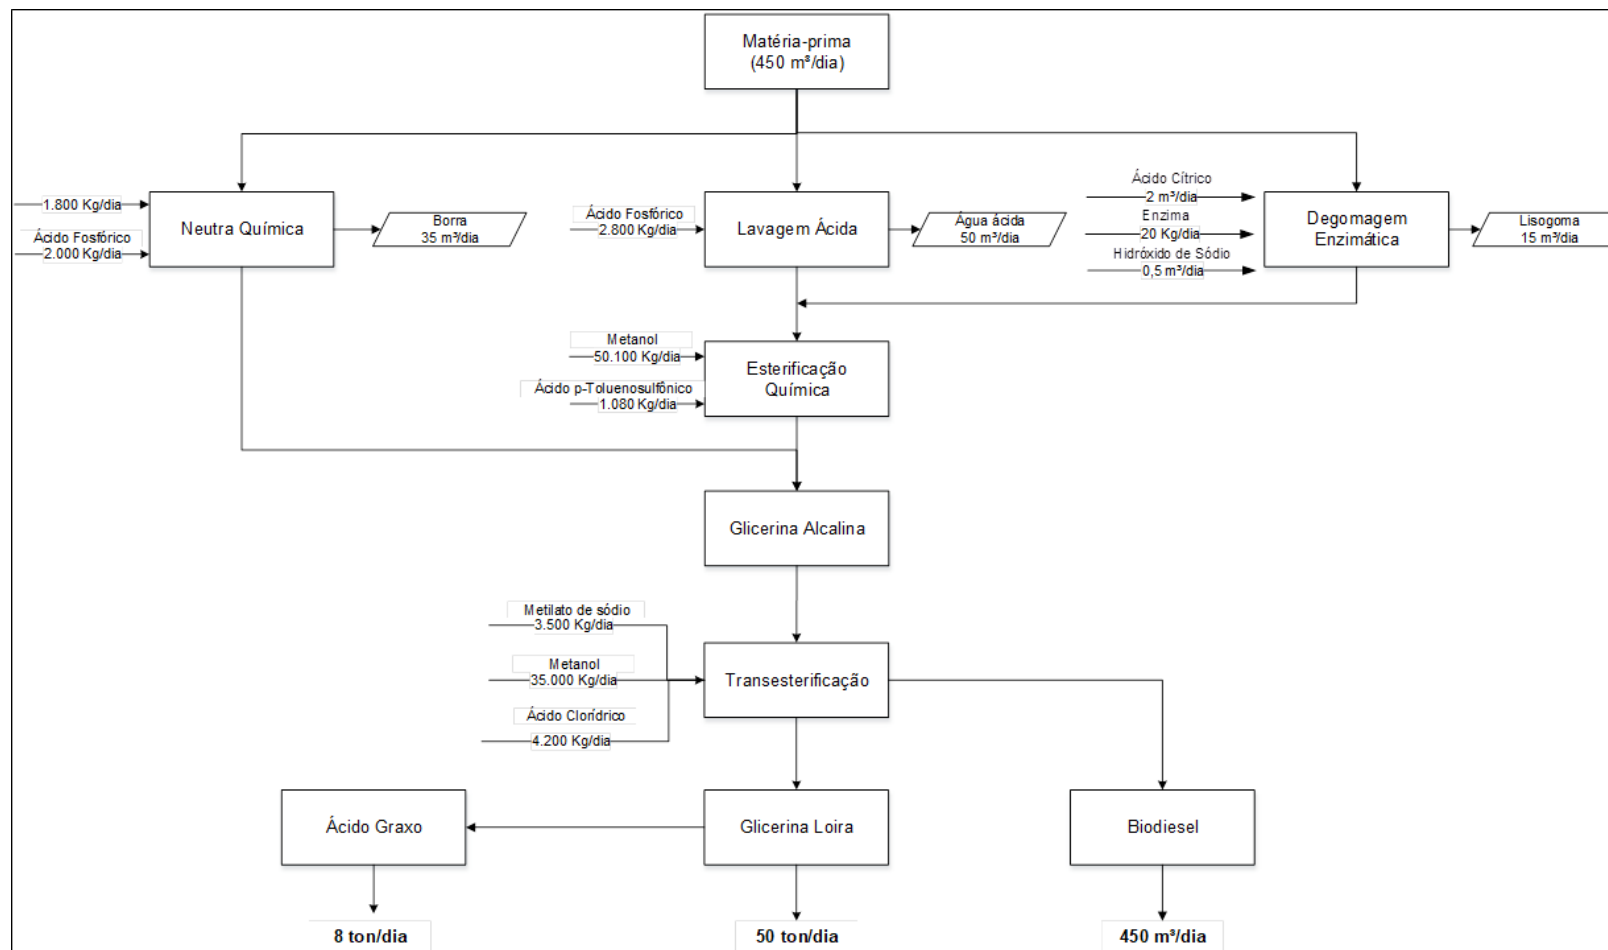 Matéria-prima
(450 m³/dia)
1.800 Kg/dia
Ácido Fosfórico
2.000 Kg/dia
Neutra Química
Borra
35 m³/dia
Ácido Fosfórico
2.800 Kg/dia
Lavagem Ácida
Água ácida
50 m³/dia
Ácido Cítrico
2 m³/dia
Enzima
20 Kg/dia
Hidróxido de Sódio
0,5 m³/dia
Degomagem
Enzimática
Lisogoma
15 m³/dia
Metanol
50.100 Kg/dia
Ácido p-Toluenosulfônico
1.080 Kg/dia
Esterificação
Química
Glicerina Alcalina
Metilato de sódio
3.500 Kg/dia
Metanol
35.000 Kg/dia
Ácido Clorídrico
4.200 Kg/dia
Transesterificação
Ácido Graxo
Glicerina Loira
Biodiesel
8 ton/dia
50 ton/dia
450 m³/dia